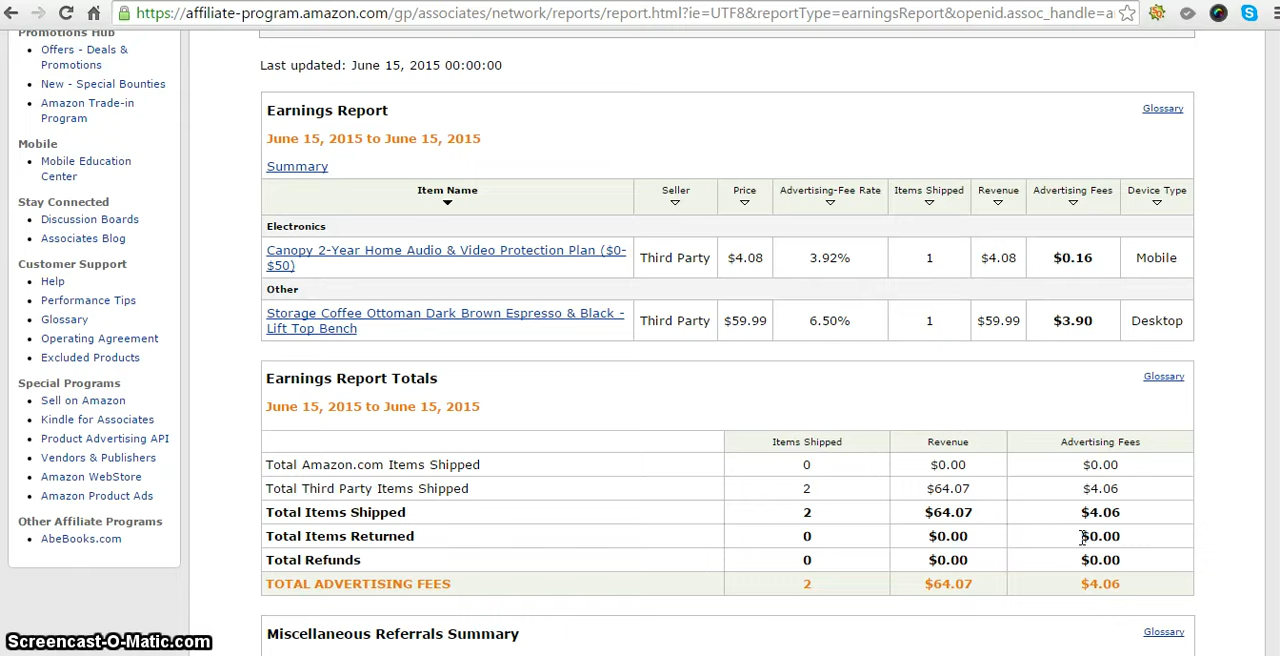 https://affiliate-program.amazon.com/gp/associates/network/reports/report.html?ie=UTF8&reportType=earningsReport&openid.assoc_handle=a
Promotions Hub
Offers - Deals &
Promotions
New - Special Bounties
Amazon Trade-in
Program
Mobile
Mobile Education
Center
Stay Connected
Discussion Boards
Associates Blog
Customer Support
Help
Performance Tips
Glossary
Operating Agreement
Excluded Products
Special Programs
Sell on Amazon
Kindle for Associates
Product Advertising API
Vendors & Publishers
Amazon WebStore
Amazon Product Ads
Other Affiliate Programs
AbeBooks.com
Last updated: June 15, 2015 00:00:00
Earnings Report Glossary
June 15, 2015 to June 15, 2015
Summary
Item Name Seller Price Advertising-Fee Rate Items Shipped Revenue Advertising Fees Device Type
Electronics
Canopy 2-Year Home Audio & Video Protection Plan ($0-
$50) Third Party $4.08 3.92% 1 $4.08 $0.16 Mobile
Other
Storage Coffee Ottoman Dark Brown Espresso & Black -
Lift Top Bench Third Party $59.99 6.50% 1 $59.99 $3.90 Desktop
Earnings Report Totals Glossary
June 15, 2015 to June 15, 2015
Items Shipped Revenue Advertising Fees
Total Amazon.com Items Shipped 0 $0.00 $0.00
Total Third Party Items Shipped 2 $64.07 $4.06
Total Items Shipped 2 $64.07 $4.06
Total Items Returned 0 $0.00 $0.00
Total Refunds 0 $0.00 $0.00
TOTAL ADVERTISING FEES 2 $64.07 $4.06
Miscellaneous Referrals Summary Glossary
Screencast-O-Matic.com